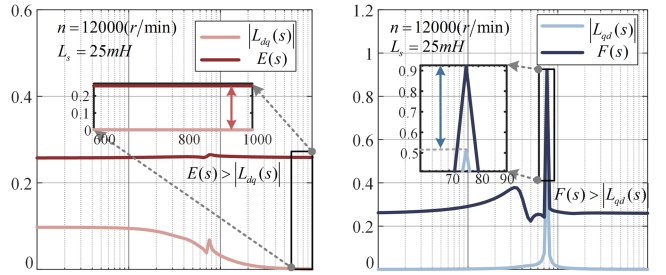 0.6
n=12000(r/min)
L_s=25mH
|L_dq(s)|
E(s)
0.4
0.2
0.1
0
600
800
1000
E(s)>|L_dq(s)|
0.2
0
1.2
n=12000(r/min)
L_s=25mH
|L_qd(s)|
F(s)
1.0
0.9
0.8
0.7
0.6
0.5
70
80
90
0.8
0.6
0.4
F(s)>|L_qd(s)|
0.2
0